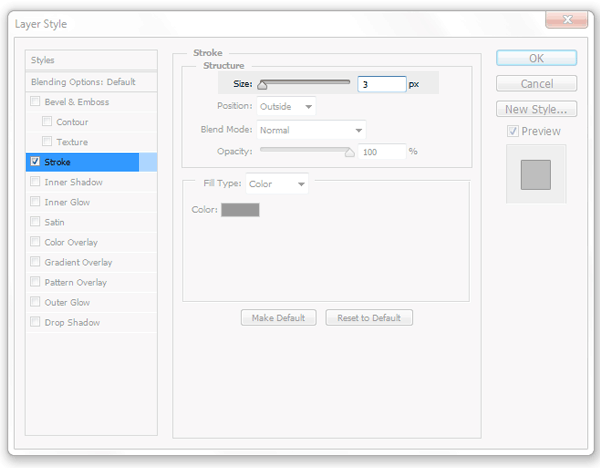 Layer Style
Styles
Blending Options: Default
Bevel & Emboss
Contour
Texture
Stroke
Inner Shadow
Inner Glow
Satin
Color Overlay
Gradient Overlay
Pattern Overlay
Outer Glow
Drop Shadow
Stroke
Structure
Size: 3 px
Position: Outside
Blend Mode: Normal
Opacity: 100 %
Fill Type: Color
Color:
Make Default Reset to Default
OK
Cancel
New Style...
Preview